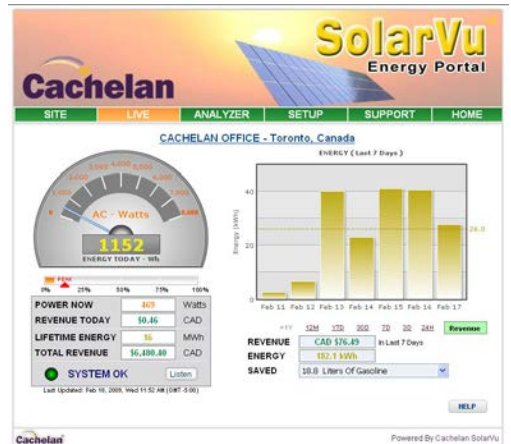 SolarVu
Energy Portal
Cachelan
SITE LIVE ANALYZER SETUP SUPPORT HOME
CACHELAN OFFICE - Toronto, Canada
ENERGY ( Last 7 Days )
AC - Watts
1152
ENERGY TODAY - Wh
Energy (kWh)
40
20
26.0
Feb 11 Feb 12 Feb 13 Feb 14 Feb 15 Feb 16 Feb 17
PEAK
0% 25% 50% 75% 100%
12M YTD 30D 7D 3D 24H Revenue
POWER NOW 469 Watts
REVENUE TODAY $0.46 CAD
LIFETIME ENERGY 16 MWh
TOTAL REVENUE $6,480.40 CAD
SYSTEM OK Listen
Last Updated: Feb 18, 2009, Wed 11:52 AM (GMT -5:00)
REVENUE CAD $76.49 in Last 7 Days
ENERGY 182.1 kWh
SAVED 18.0 Liters Of Gasoline
HELP
Cachelan
Powered By Cachelan SolarVu